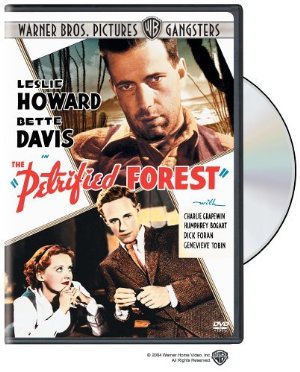 WARNER BROS. PICTURES WB GANGSTERS
LESLIE
HOWARD
BETTE
DAVIS
IN
THE
"Petrified FOREST"
with
CHARLIE GRAPEWIN
HUMPHREY BOGART
DICK FORAN
GENEVIEVE TOBIN
DVD
© 2004 Warner Home Video, Inc.
All Rights Reserved.